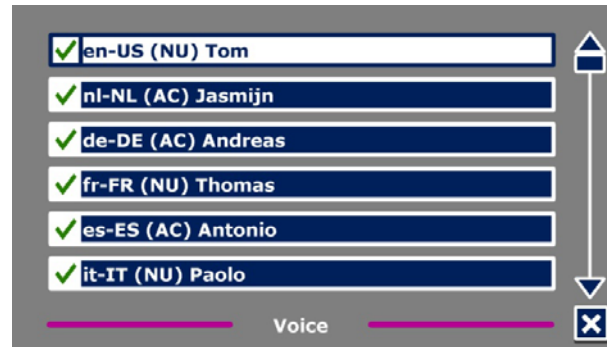 en-US (NU) Tom
nl-NL (AC) Jasmijn
de-DE (AC) Andreas
fr-FR (NU) Thomas
es-ES (AC) Antonio
it-IT (NU) Paolo
Voice